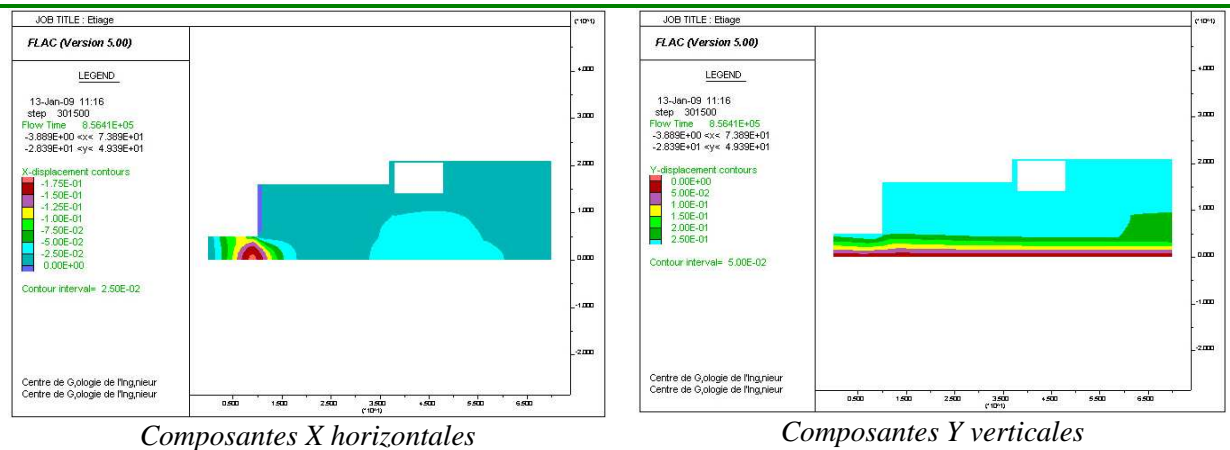 JOB TITLE : Etiage
(*10^1)
FLAC (Version 5.00)
LEGEND
13-Jan-09 11:16
step 301500
Flow Time 8.5641E+05
-3.889E+00 <x< 7.389E+01
-2.839E+01 <y< 4.939E+01
X-displacement contours
-1.75E-01
-1.50E-01
-1.25E-01
-1.00E-01
-7.50E-02
-5.00E-02
-2.50E-02
0.00E+00
Contour interval= 2.50E-02
Centre de G,ologie de l'Ing,nieur
Centre de G,ologie de l'Ing,nieur
4.000
3.000
2.000
1.000
0.000
-1.000
-2.000
0.500 1.500 2.500 3.500 4.500 5.500 6.500
(*10^1)
Composantes X horizontales
JOB TITLE : Etiage
(*10^1)
FLAC (Version 5.00)
LEGEND
13-Jan-09 11:16
step 301500
Flow Time 8.5641E+05
-3.889E+00 <x< 7.389E+01
-2.839E+01 <y< 4.939E+01
Y-displacement contours
0.00E+00
5.00E-02
1.00E-01
1.50E-01
2.00E-01
2.50E-01
Contour interval= 5.00E-02
Centre de G,ologie de l'Ing,nieur
Centre de G,ologie de l'Ing,nieur
4.000
3.000
2.000
1.000
0.000
-1.000
-2.000
0.500 1.500 2.500 3.500 4.500 5.500 6.500
(*10^1)
Composantes Y verticales